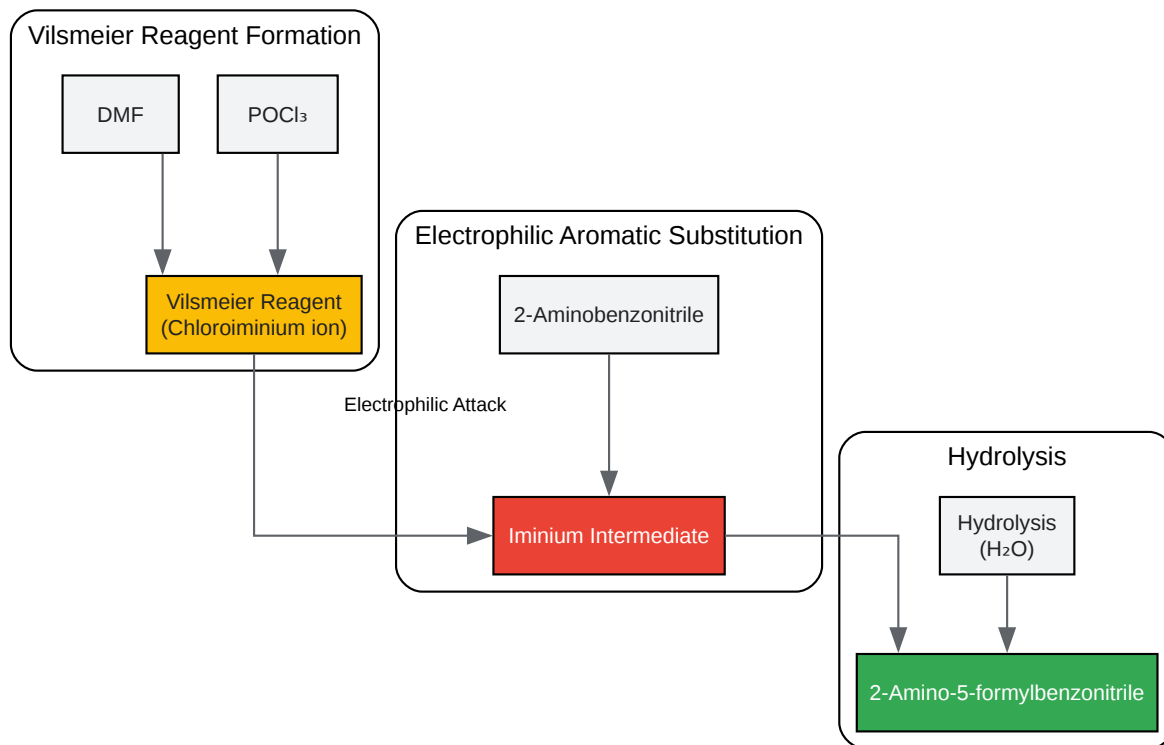 Vilsmeier Reagent Formation
DMF
POCl₃
Vilsmeier Reagent
(Chloroiminium ion)
Electrophilic Attack
Electrophilic Aromatic Substitution
2-Aminobenzonitrile
Iminium Intermediate
Hydrolysis
Hydrolysis
(H₂O)
2-Amino-5-formylbenzonitrile